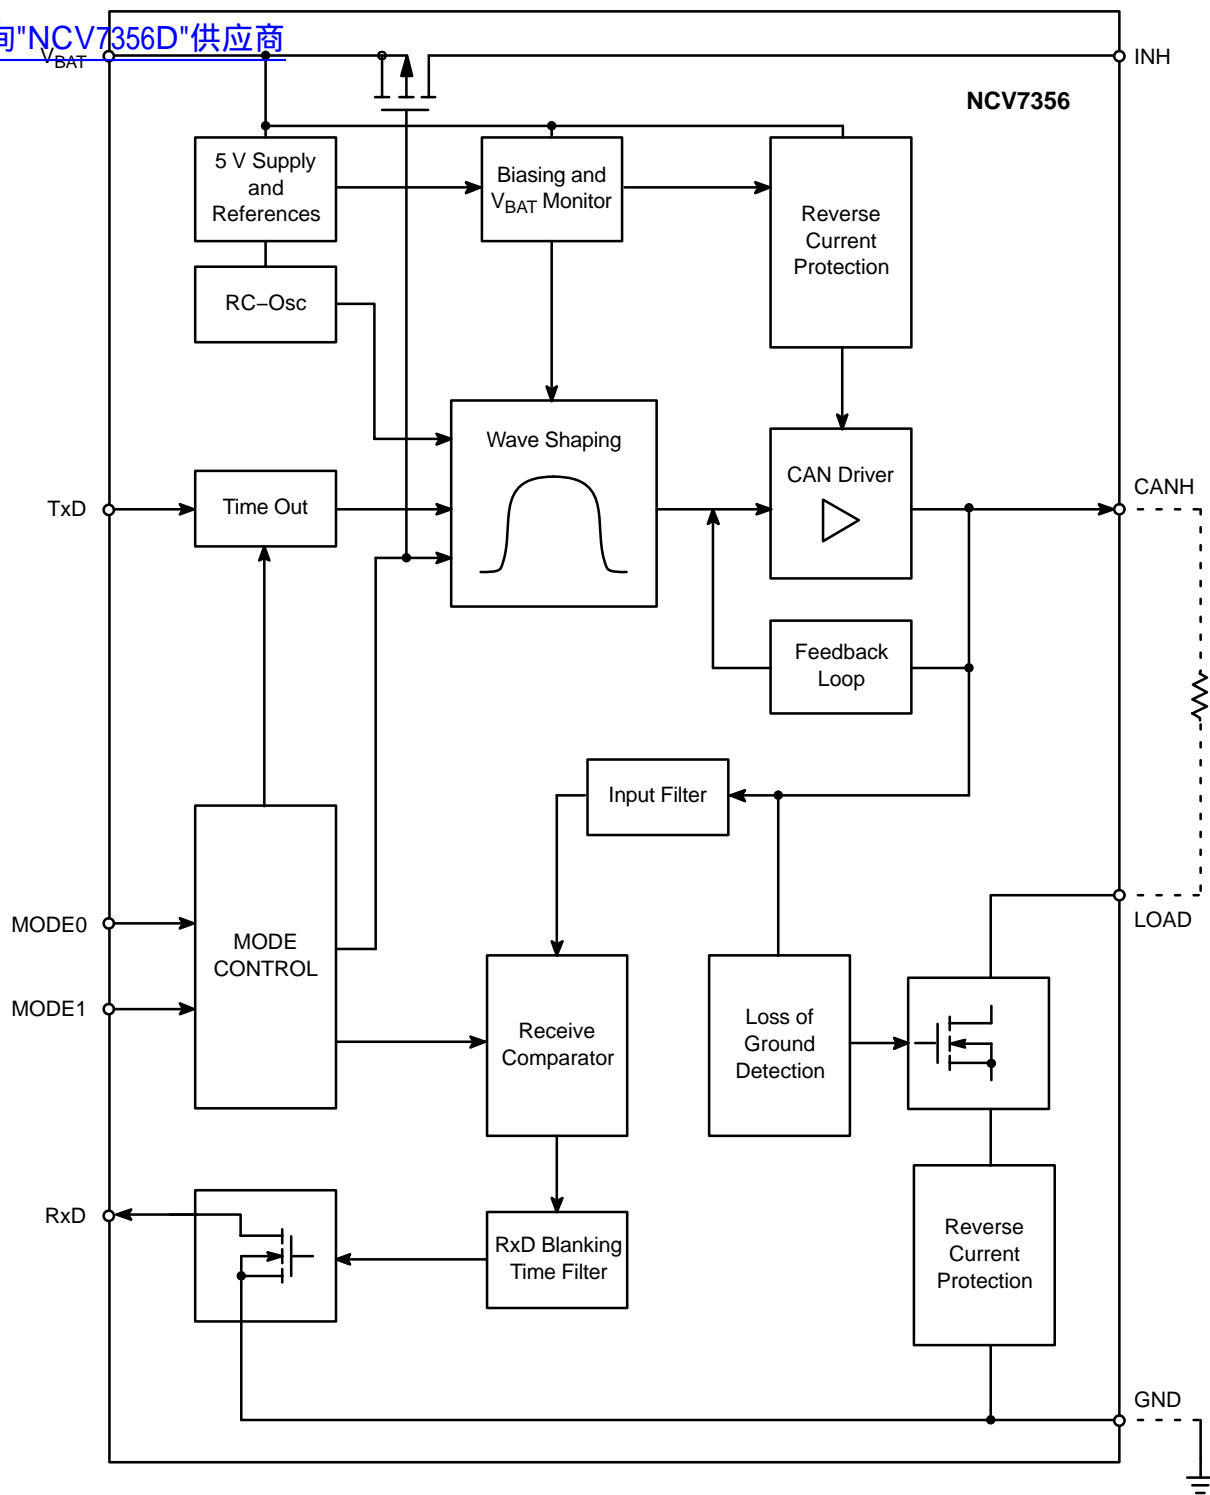 询"NCV7356D"供应商
VBAT
INH
NCV7356
5 V Supply
and
References
Biasing and
VBAT Monitor
Reverse
Current
Protection
RC–Osc
Wave Shaping
CAN Driver
TxD
Time Out
CANH
Feedback
Loop
Input Filter
MODE0
MODE
CONTROL
MODE1
LOAD
Receive
Comparator
Loss of
Ground
Detection
RxD
RxD Blanking
Time Filter
Reverse
Current
Protection
GND